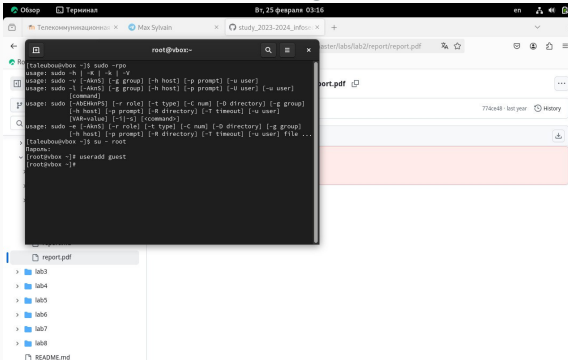 Обзор
Терминал
Вт, 25 февраля 03:16
en
Телекоммуникационн
Max Sylvain
study_2023-2024_infosec
aster/labs/lab2/report/report.pdf
root@vbox:~
[taleubou@vbox ~]$ sudo -rpo
usage: sudo -h | -K | -k | -V
usage: sudo -v [-AknS] [-g group] [-h host] [-p prompt] [-u user]
usage: sudo -l [-AknS] [-g group] [-h host] [-p prompt] [-U user] [-u user]
[command]
usage: sudo [-AbEHknPS] [-r role] [-t type] [-C num] [-D directory] [-g group]
[-h host] [-p prompt] [-R directory] [-T timeout] [-u user]
[VAR=value] [-i|-s] [<command>]
usage: sudo -e [-AknS] [-r role] [-t type] [-C num] [-D directory] [-g group]
[-h host] [-p prompt] [-R directory] [-T timeout] [-u user] file ...
[taleubou@vbox ~]$ su - root
Пароль:
[root@vbox ~]# useradd guest
[root@vbox ~]#
port.pdf
774ce48 · last year
History
report.pdf
lab3
lab4
lab5
lab6
lab7
lab8
README.md